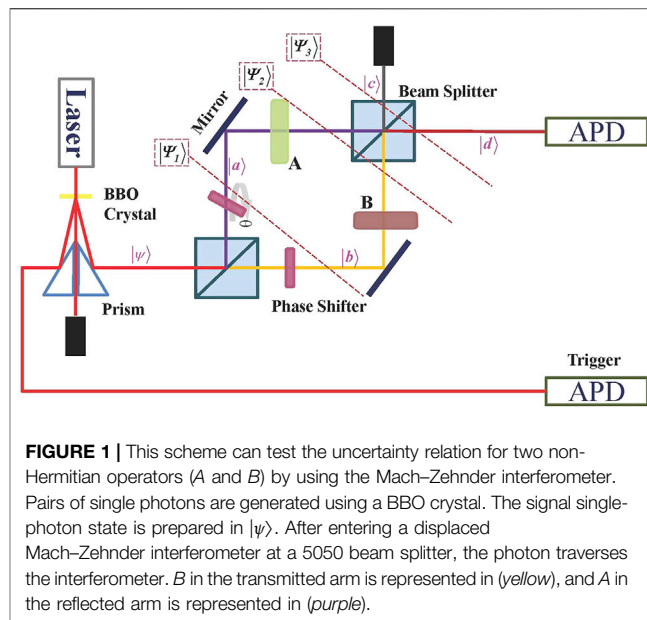 |Ψ3⟩
|Ψ2⟩
|c⟩
Beam Splitter
Laser
Mirror
APD
|d⟩
A
|Ψ1⟩
|a⟩
BBO
Crystal
B
θ
|ψ⟩
|b⟩
Phase Shifter
Prism
Trigger
APD
FIGURE 1 | This scheme can test the uncertainty relation for two non-
Hermitian operators (A and B) by using the Mach–Zehnder interferometer.
Pairs of single photons are generated using a BBO crystal. The signal single-
photon state is prepared in |ψ⟩. After entering a displaced
Mach–Zehnder interferometer at a 5050 beam splitter, the photon traverses
the interferometer. B in the transmitted arm is represented in (yellow), and A in
the reflected arm is represented in (purple).